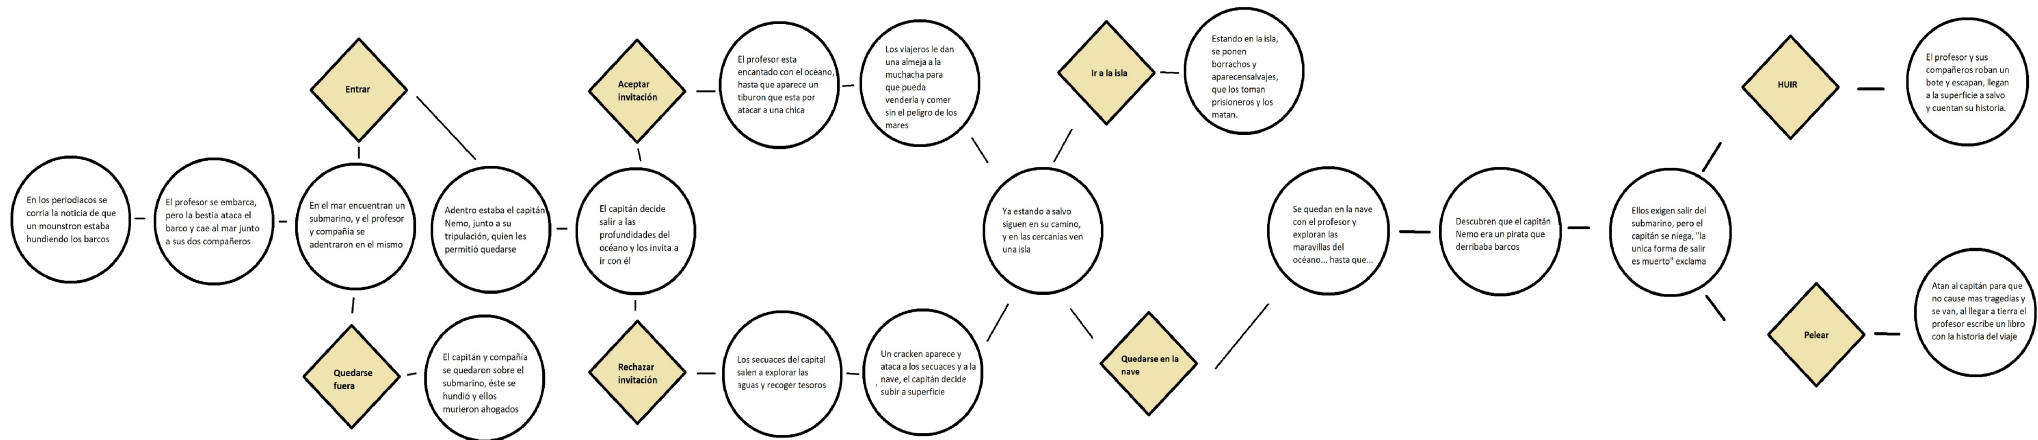 En los periodiacos se
corria la noticia de que
un mounstron estaba
hundiendo los barcos
El profesor se embarca,
pero la bestia ataca el
barco y cae al mar junto
a sus dos compañeros
Entrar
En el mar encuentran un
submarino, y el profesor
y compañia se
adentraron en el mismo
Quedarse
fuera
El capitán y compañía
se quedaron sobre el
submarino, éste se
hundió y ellos
murieron ahogados
Adentro estaba el capitán
Nemo, junto a su
tripulación, quien les
permitió quedarse
El capitán decide
salir a las
profundidades del
océano y los invita a
ir con él
Aceptar
invitación
El profesor esta
encantado con el océano,
hasta que aparece un
tiburon que esta por
atacar a una chica
Los viajeros le dan
una almeja a la
muchacha para
que pueda
venderla y comer
sin el peligro de los
mares
Rechazar
invitación
Los secuaces del capital
salen a explorar las
aguas y recoger tesoros
Un cracken aparece y
ataca a los secuaces y a la
nave, el capitán decide
subir a superficie
Ya estando a salvo
siguen en su camino,
y en las cercanias ven
una isla
Ir a la isla
Estando en la isla,
se ponen
borrachos y
aparecensalvajes,
que los toman
prisioneros y los
matan.
Quedarse en la
nave
Se quedan en la nave
con el profesor y
exploran las
maravillas del
océano... hasta que...
Descubren que el capitán
Nemo era un pirata que
derribaba barcos
Ellos exigen salir del
submarino, pero el
capitán se niega, "la
unica forma de salir
es muerto" exclama
HUIR
El profesor y sus
compañeros roban un
bote y escapan, llegan
a la superficie a salvo
y cuentan su historia.
Pelear
Atan al capitán para que
no cause mas tragedias y
se van, al llegar a tierra el
profesor escribe un libro
con la historia del viaje